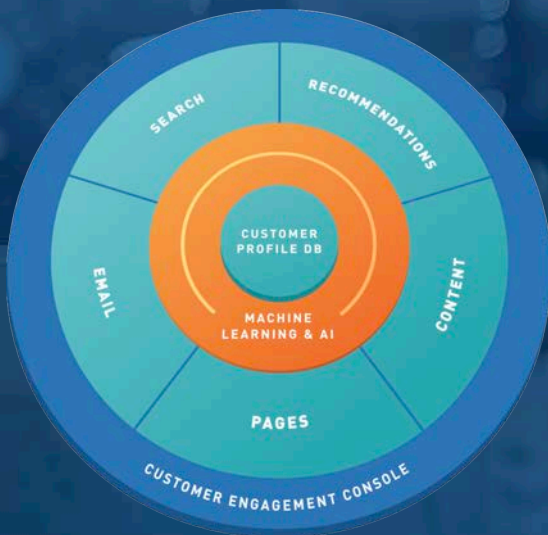 SEARCH
RECOMMENDATIONS
EMAIL
CUSTOMER
PROFILE DB
CONTENT
MACHINE
LEARNING & AI
PAGES
CUSTOMER ENGAGEMENT CONSOLE